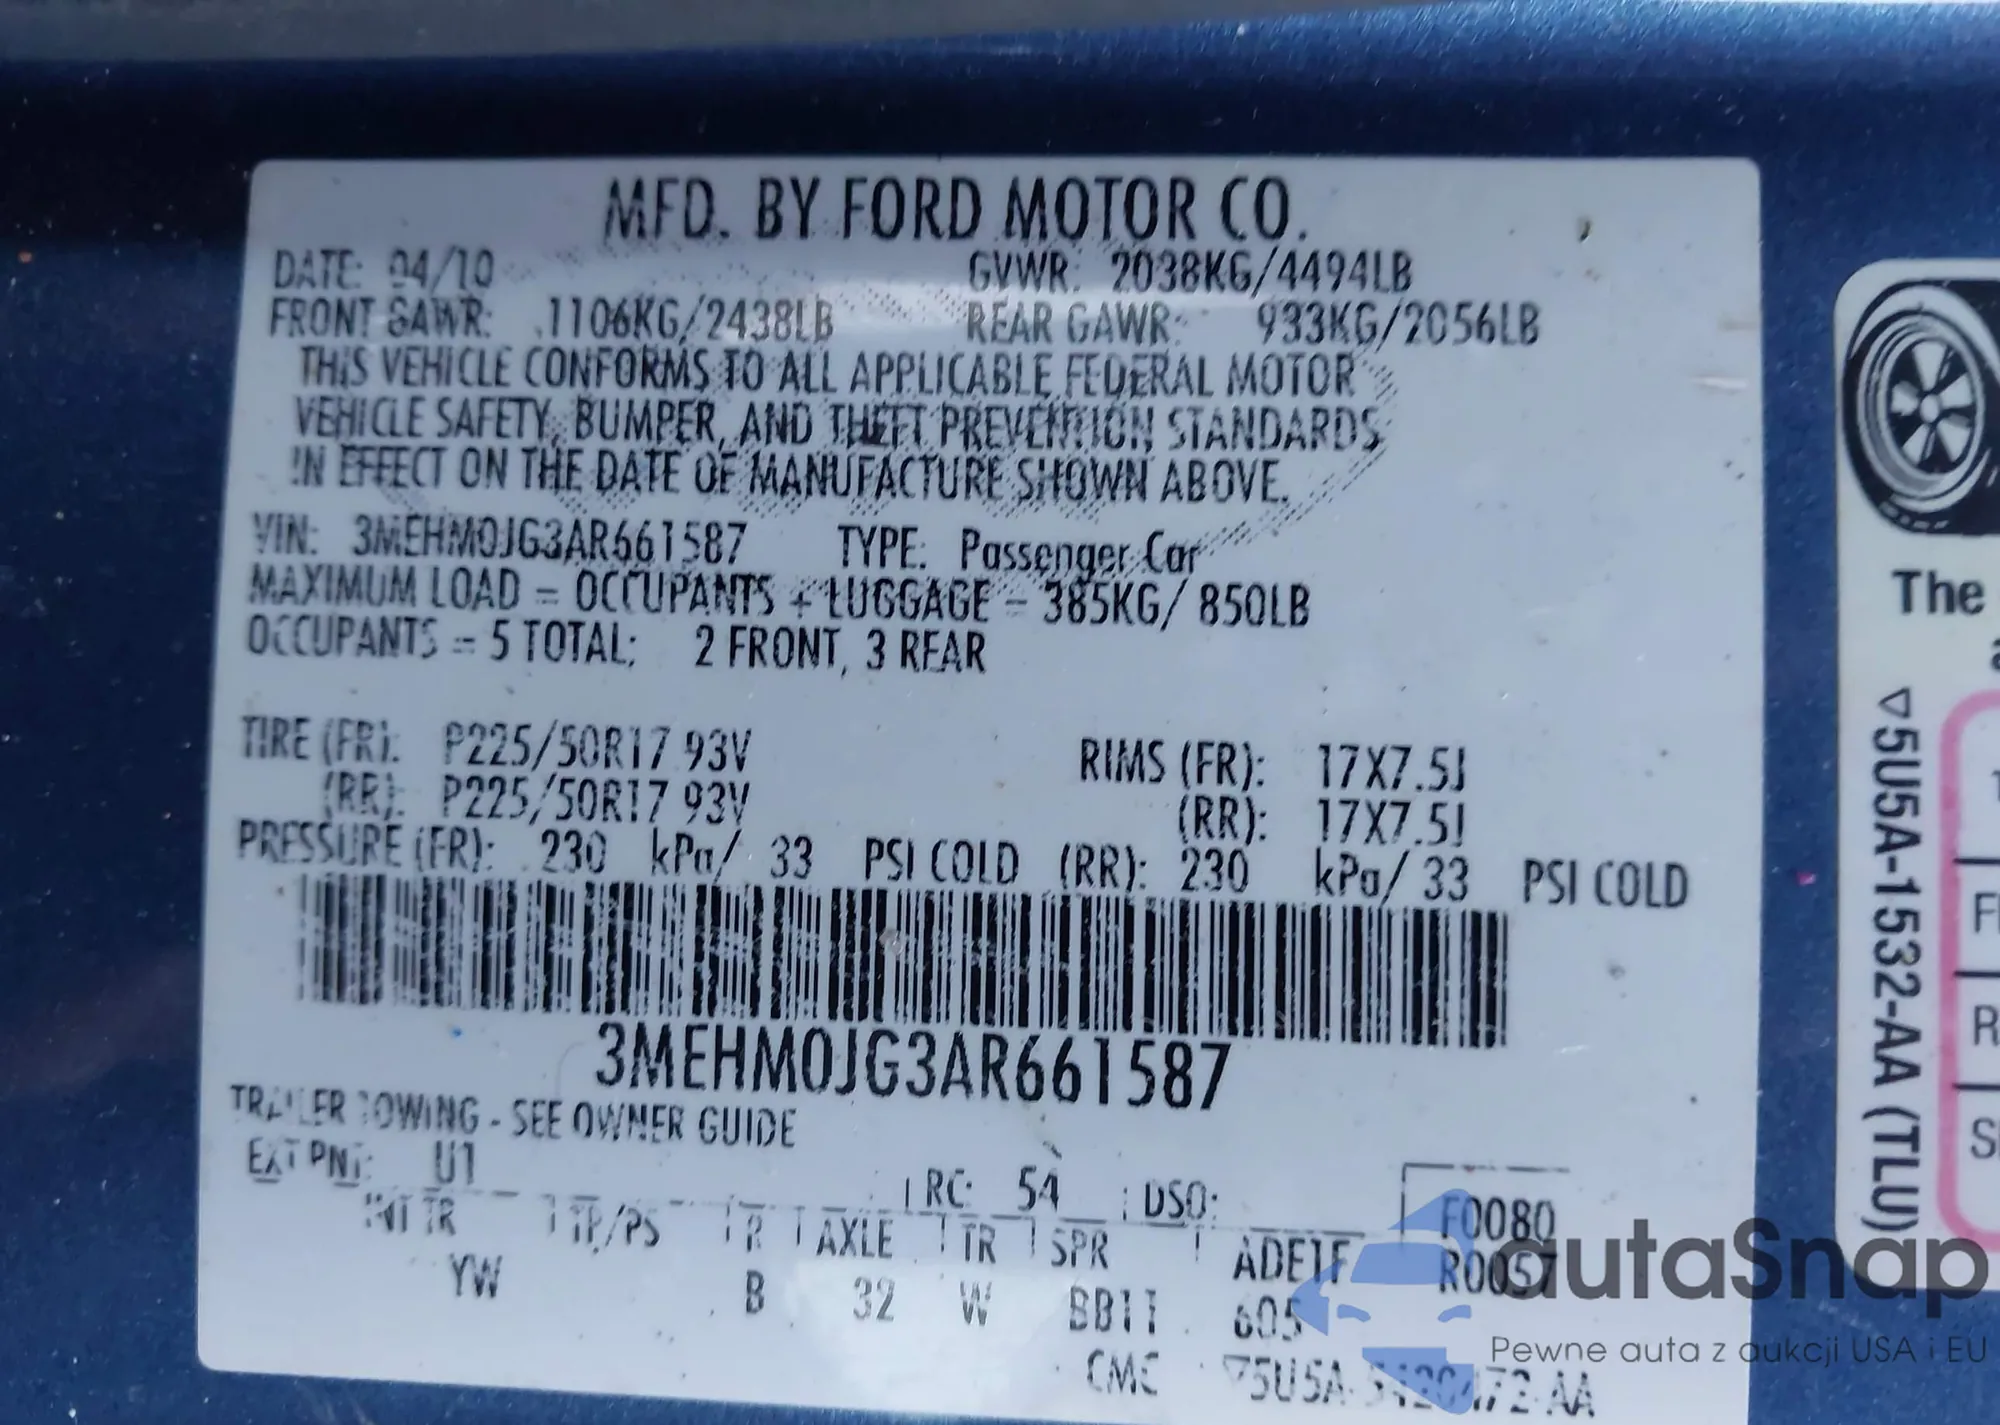 MFD. BY FORD MOTOR CO.
DATE: 04/10 GVWR: 2038KG/4494LB
FRONT GAWR: 1106KG/2438LB REAR GAWR: 933KG/2056LB
THIS VEHICLE CONFORMS TO ALL APPLICABLE FEDERAL MOTOR
VEHICLE SAFETY, BUMPER, AND THEFT PREVENTION STANDARDS
IN EFFECT ON THE DATE OF MANUFACTURE SHOWN ABOVE.
VIN: 3MEHM0JG3AR661587 TYPE: Passenger Car
MAXIMUM LOAD = OCCUPANTS + LUGGAGE = 385KG/ 850LB
OCCUPANTS = 5 TOTAL: 2 FRONT, 3 REAR
TIRE (FR): P225/50R17 93V RIMS (FR): 17X7.5J
(RR): P225/50R17 93V (RR): 17X7.5J
PRESSURE (FR): 230 kPa/ 33 PSI COLD (RR): 230 kPa/ 33 PSI COLD
3MEHM0JG3AR661587
TRAILER TOWING - SEE OWNER GUIDE
EXT PNT: U1 RC: 54 DSO: F0080
INT TR TP/PS R AXLE TR SPR ADE1F R0057
YW B 32 W BB11 605
CMC
The
▽5U5A-1532-AA (TLU)
autaSnap
Pewne auta z aukcji USA i EU